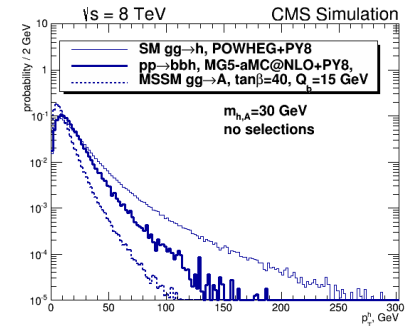 √s = 8 TeV CMS Simulation
probability / 2 GeV
SM gg→h, POWHEG+PY8
pp→bbh, MG5-aMC@NLO+PY8,
MSSM gg→A, tanβ=40, Q_b=15 GeV
m_h,A=30 GeV
no selections
10
1
10⁻¹
10⁻²
10⁻³
10⁻⁴
10⁻⁵
0 50 100 150 200 250 300
p_T^h, GeV